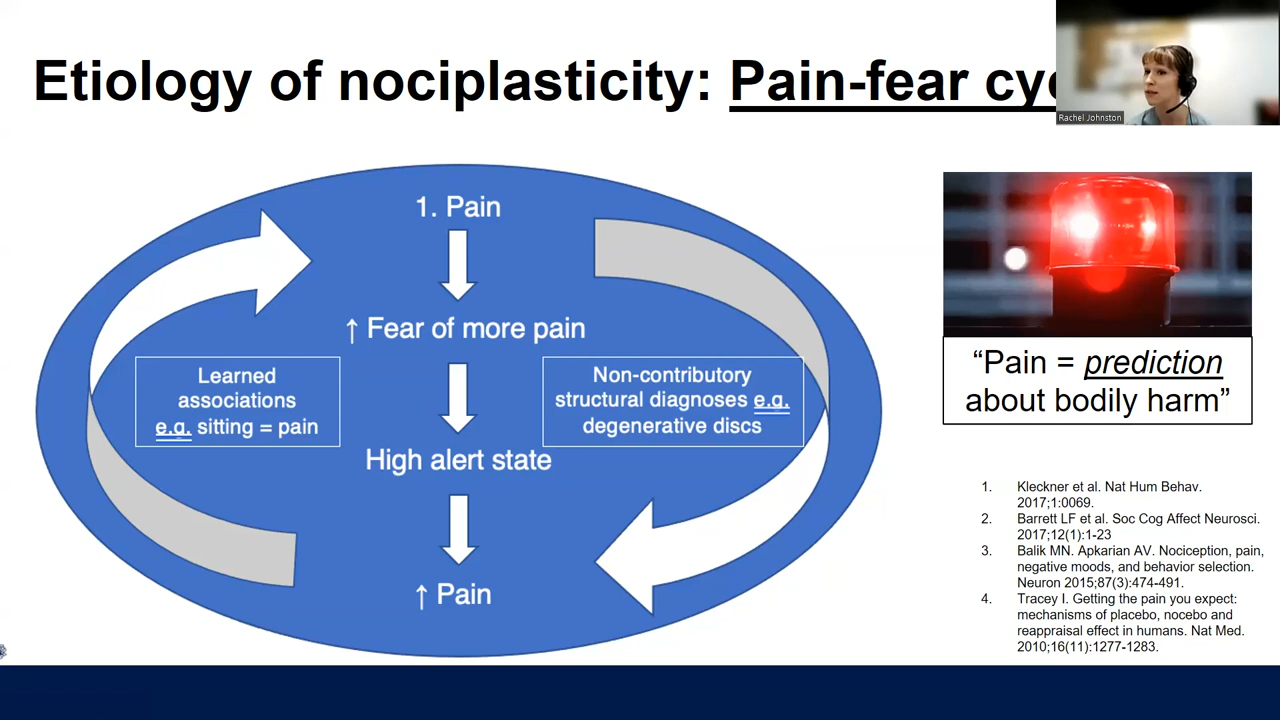 Etiology of nociplasticity: Pain-fear cy
Rachel Johnston
1. Pain
↑ Fear of more pain
High alert state
↑ Pain
Learned
associations
e.g. sitting = pain
Non-contributory
structural diagnoses e.g.
degenerative discs
“Pain = prediction
about bodily harm”
1. Kleckner et al. Nat Hum Behav.
2017;1:0069.
2. Barrett LF et al. Soc Cog Affect Neurosci.
2017;12(1):1-23
3. Balik MN. Apkarian AV. Nociception, pain,
negative moods, and behavior selection.
Neuron 2015;87(3):474-491.
4. Tracey I. Getting the pain you expect:
mechanisms of placebo, nocebo and
reappraisal effect in humans. Nat Med.
2010;16(11):1277-1283.